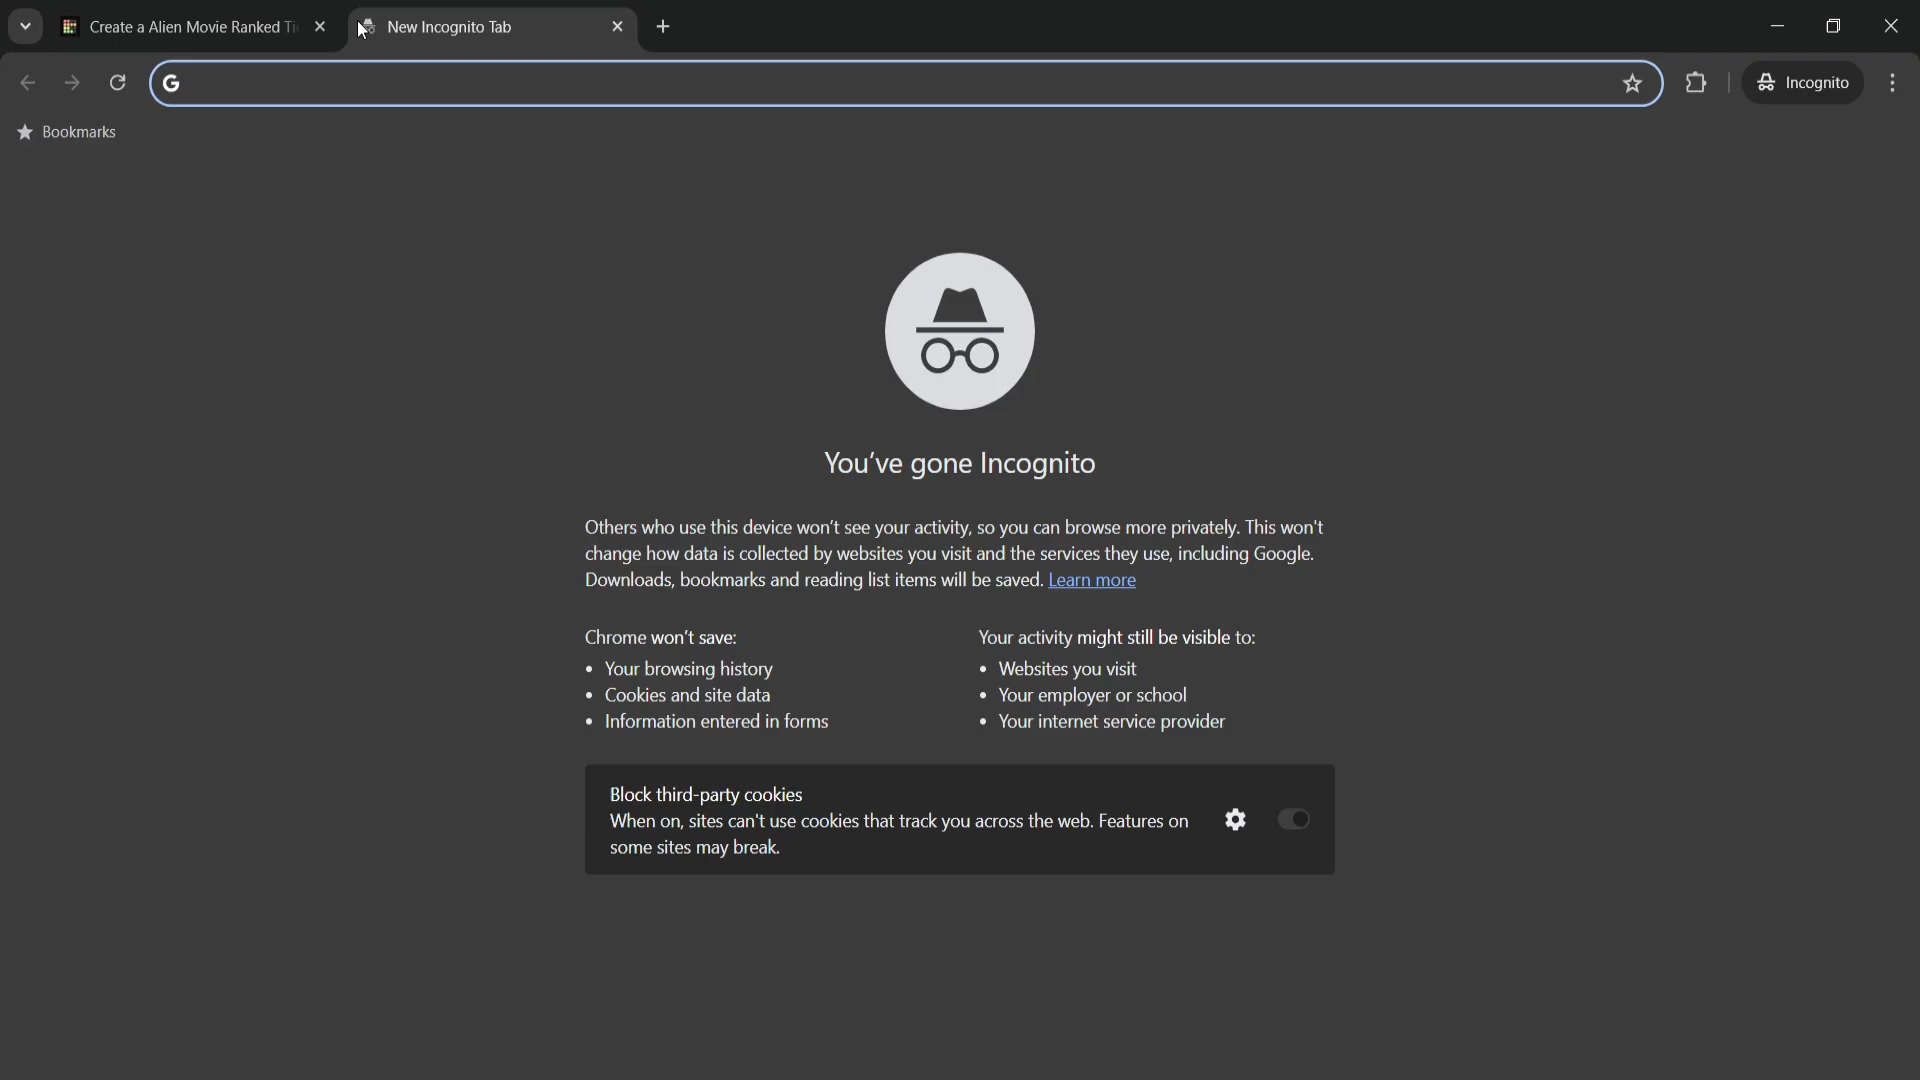 Create a Alien Movie Ranked Ti
New Incognito Tab
Incognito
Bookmarks
You've gone Incognito
Others who use this device won't see your activity, so you can browse more privately. This won't
change how data is collected by websites you visit and the services they use, including Google.
Downloads, bookmarks and reading list items will be saved. Learn more
Chrome won't save:
• Your browsing history
• Cookies and site data
• Information entered in forms
Your activity might still be visible to:
• Websites you visit
• Your employer or school
• Your internet service provider
Block third-party cookies
When on, sites can't use cookies that track you across the web. Features on
some sites may break.